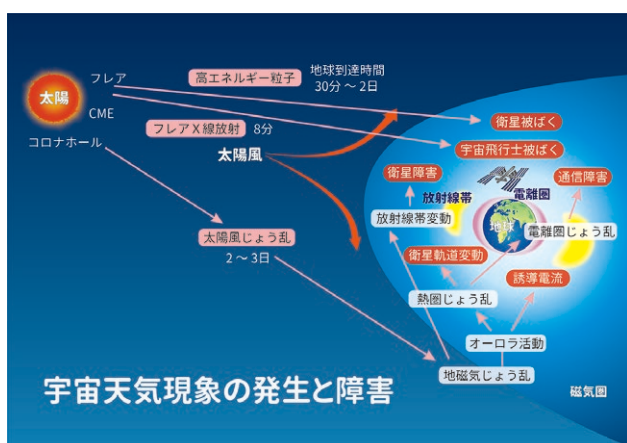 フレア
高エネルギー粒子
地球到達時間
30分～2日
太陽
CME
コロナホール
フレアX線放射
8分
太陽風
衛星被ばく
宇宙飛行士被ばく
衛星障害
通信障害
放射線帯
電離圏
放射線帯変動
地球
電離圏じょう乱
太陽風じょう乱
2～3日
衛星軌道変動
誘導電流
熱圏じょう乱
オーロラ活動
地磁気じょう乱
磁気圏
宇宙天気現象の発生と障害